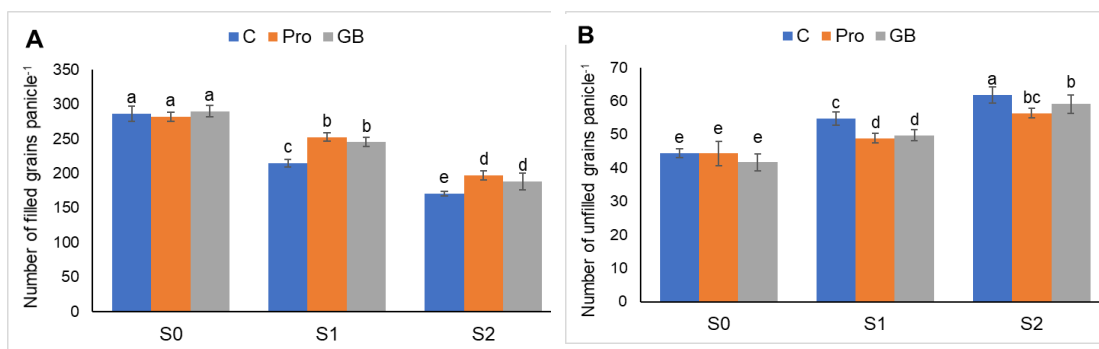 A
C Pro GB
Number of filled grains panicle⁻¹
350
300
250
200
150
100
50
0
a a a
c b b
e d d
S0 S1 S2
B
C Pro GB
Number of unfilled grains panicle⁻¹
70
60
50
40
30
20
10
0
e e e
c d d
a bc b
S0 S1 S2